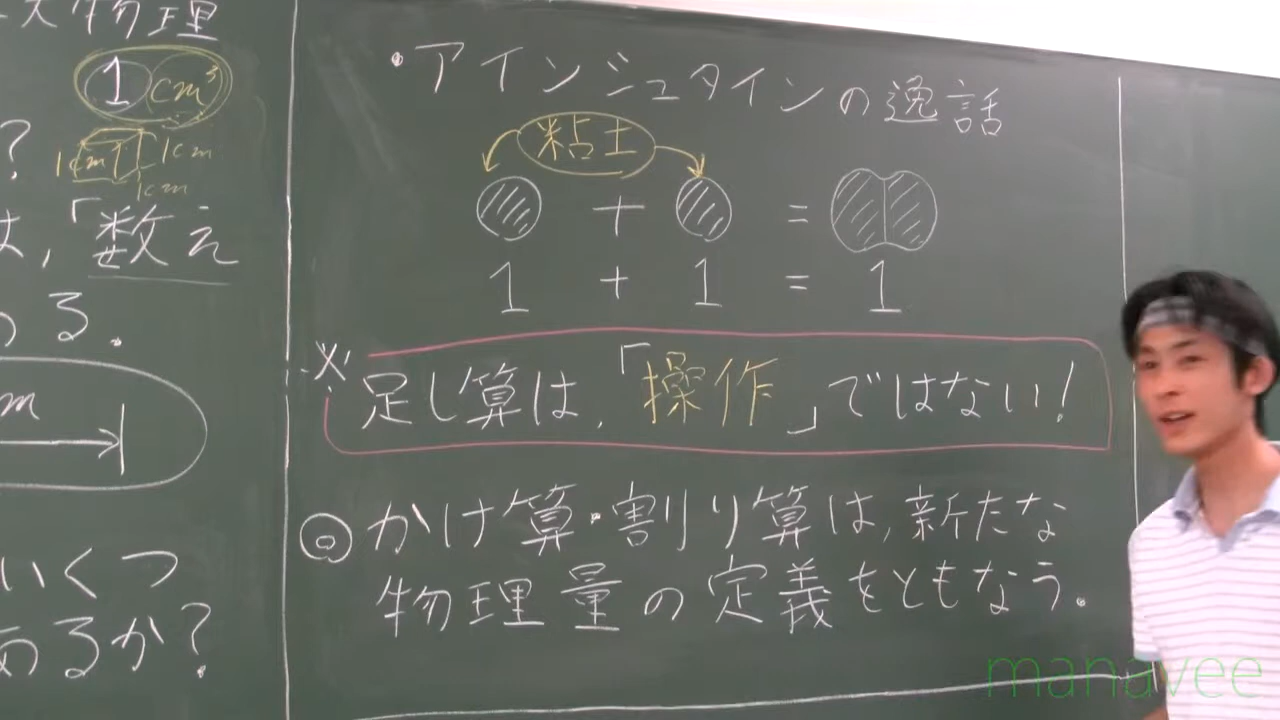 物理
1 cm³
?
1cm 1cm
1cm
は,「数え
る.
m
いくつ
あるか?
・アインシュタインの逸話
粘土
+ =
1 + 1 = 1
※ 足し算は,「操作」ではない!
◎ かけ算・割り算は,新たな
物理量の定義をともなう。
manavee